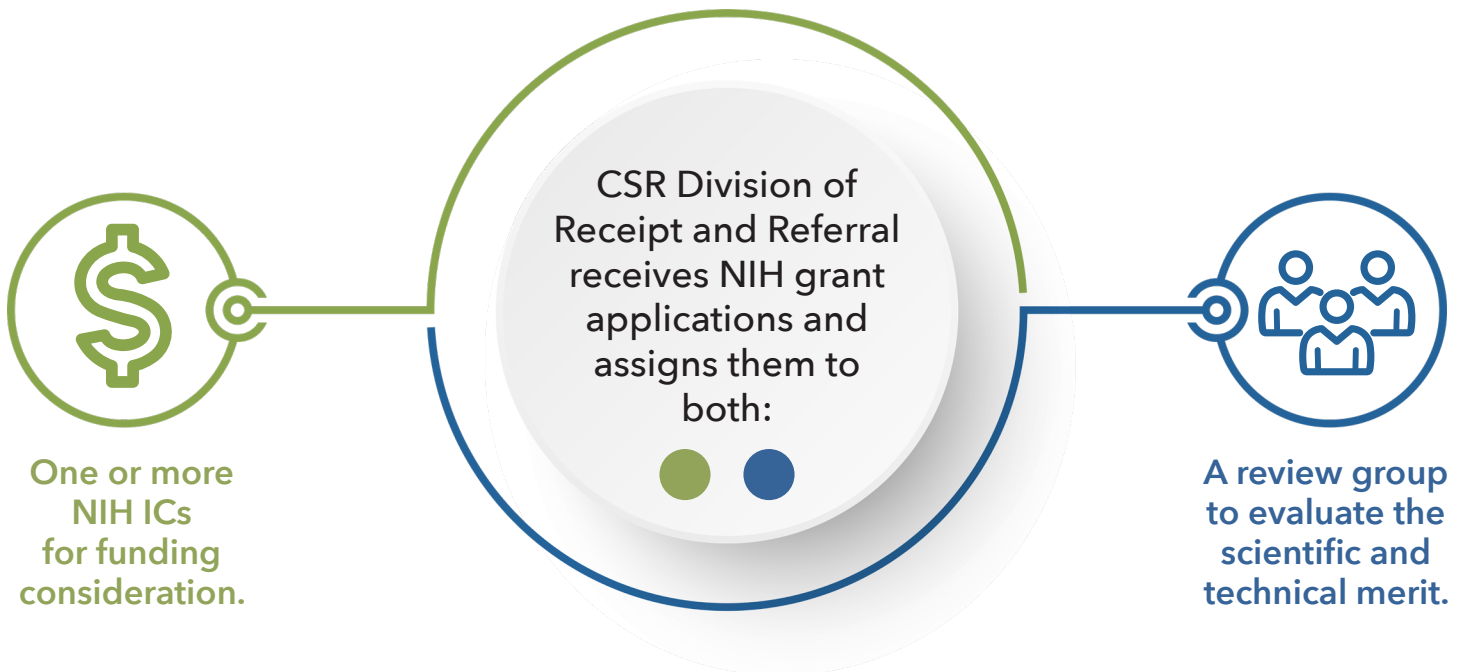 CSR Division of
Receipt and Referral
receives NIH grant
applications and
assigns them to
both:
One or more
NIH ICs
for funding
consideration.
A review group
to evaluate the
scientific and
technical merit.